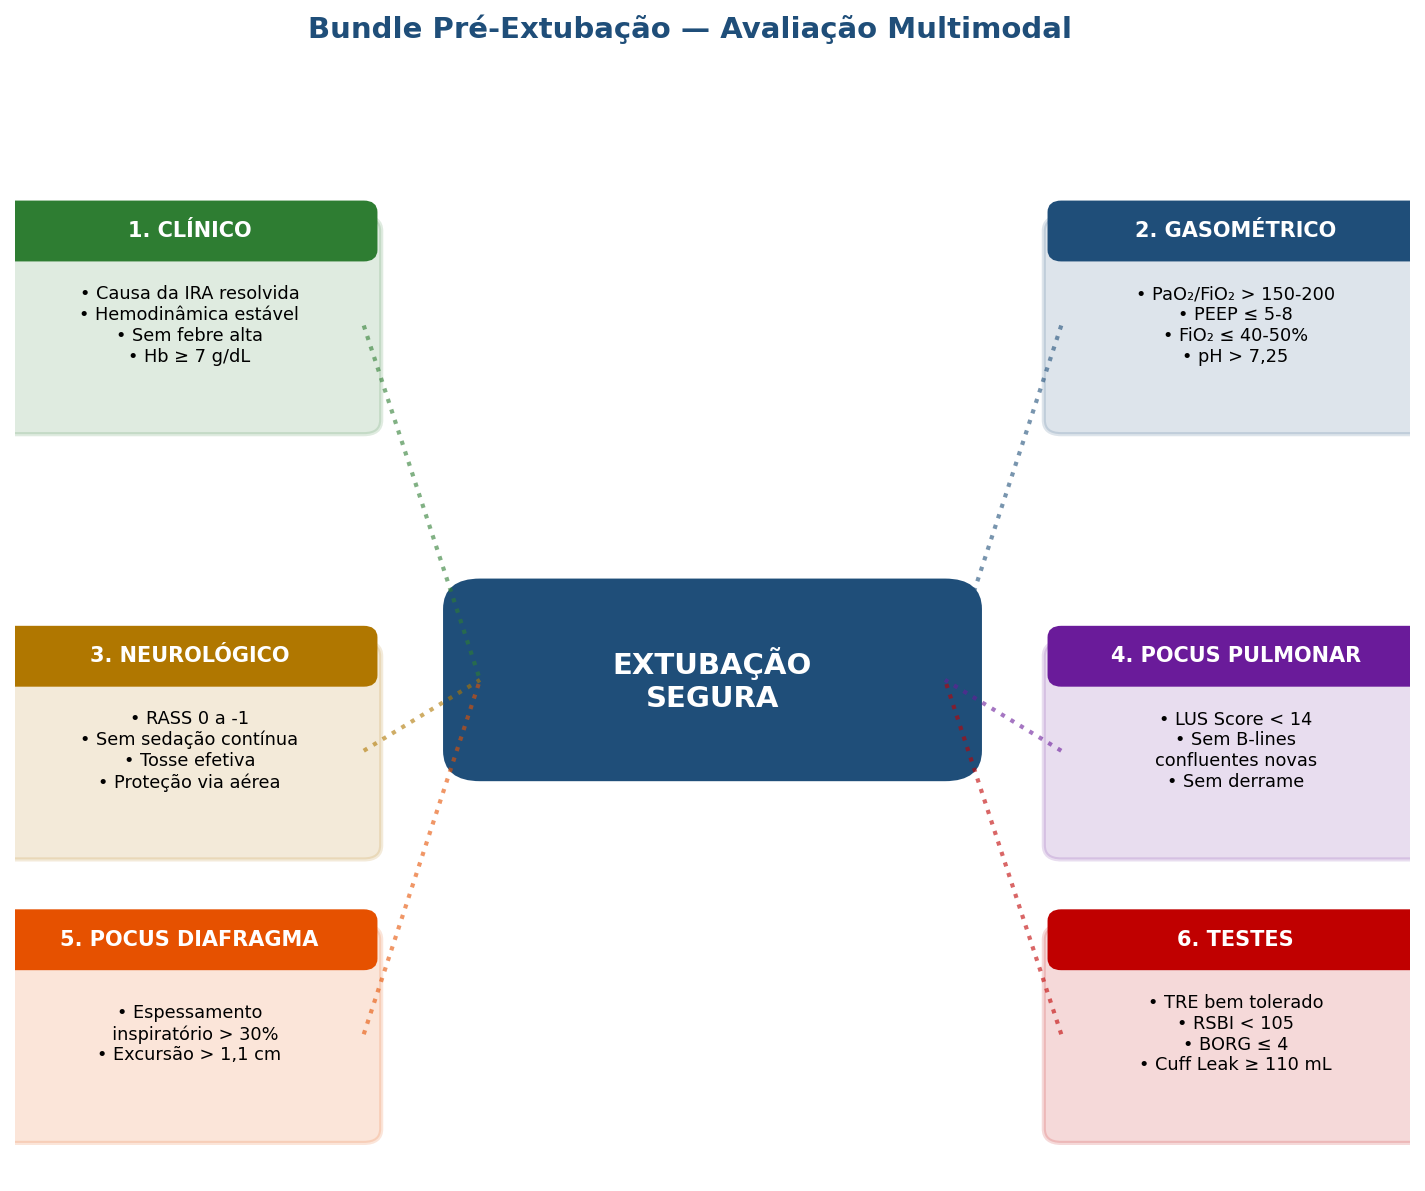 Bundle Pré-Extubação — Avaliação Multimodal
1. CLÍNICO
• Causa da IRA resolvida
• Hemodinâmica estável
• Sem febre alta
• Hb ≥ 7 g/dL
2. GASOMÉTRICO
• PaO₂/FiO₂ > 150-200
• PEEP ≤ 5-8
• FiO₂ ≤ 40-50%
• pH > 7,25
EXTUBAÇÃO
SEGURA
3. NEUROLÓGICO
• RASS 0 a -1
• Sem sedação contínua
• Tosse efetiva
• Proteção via aérea
4. POCUS PULMONAR
• LUS Score < 14
• Sem B-lines
confluentes novas
• Sem derrame
5. POCUS DIAFRAGMA
• Espessamento
inspiratório > 30%
• Excursão > 1,1 cm
6. TESTES
• TRE bem tolerado
• RSBI < 105
• BORG ≤ 4
• Cuff Leak ≥ 110 mL